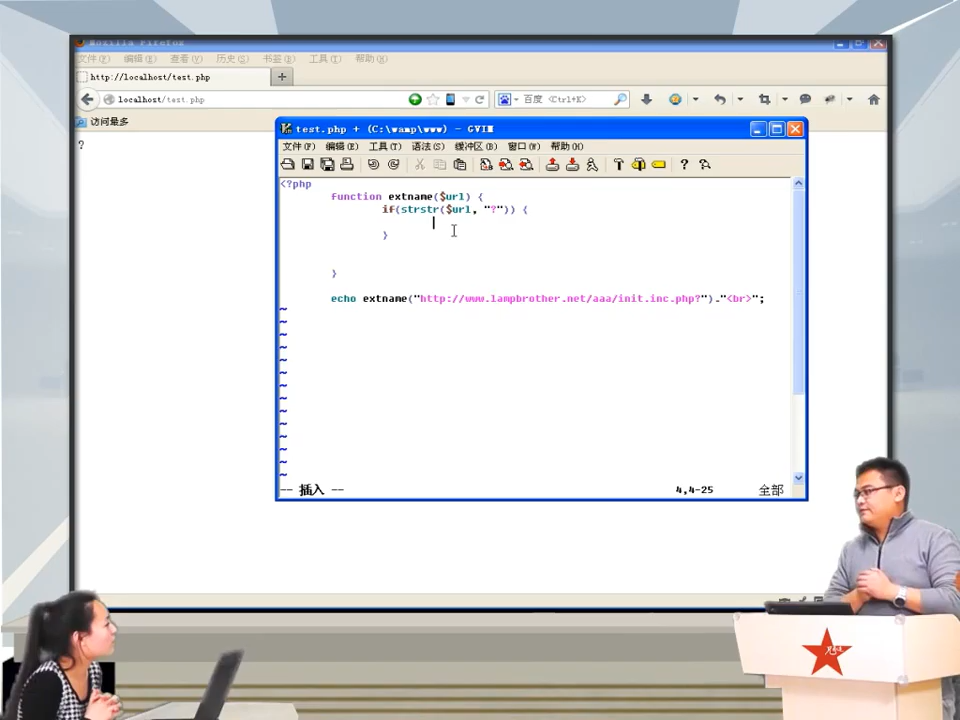 Mozilla Firefox
文件(F) 编辑(E) 查看(V) 历史(S) 书签(B) 工具(T) 帮助(H)
http://localhost/test.php +
localhost/test.php 百度 <Ctrl+K>
访问最多
?
test.php + (C:\wamp\www) - GVIM
文件(F) 编辑(E) 工具(T) 语法(S) 缓冲区(B) 窗口(W) 帮助(H)
<?php
function extname($url) {
if(strstr($url, "?")) {
}
}
echo extname("http://www.lampbrother.net/aaa/init.inc.php?")."<br>";
~
~
~
~
~
~
~
~
~
~
~
~
~
~
-- 插入 -- 4,4-25 全部